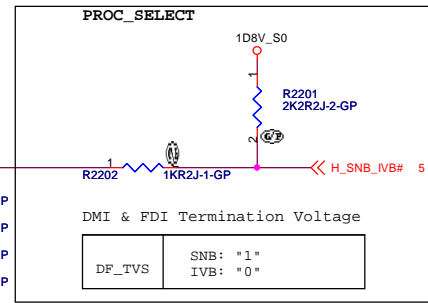 PROC_SELECT
1D8V_S0
1
R2201
2K2R2J-2-GP
2
G/P
1
R2202
1KR2J-1-GP
H_SNB_IVB# 5
P
DMI & FDI Termination Voltage
P
P
P
DF_TVS
SNB: "1"
IVB: "0"